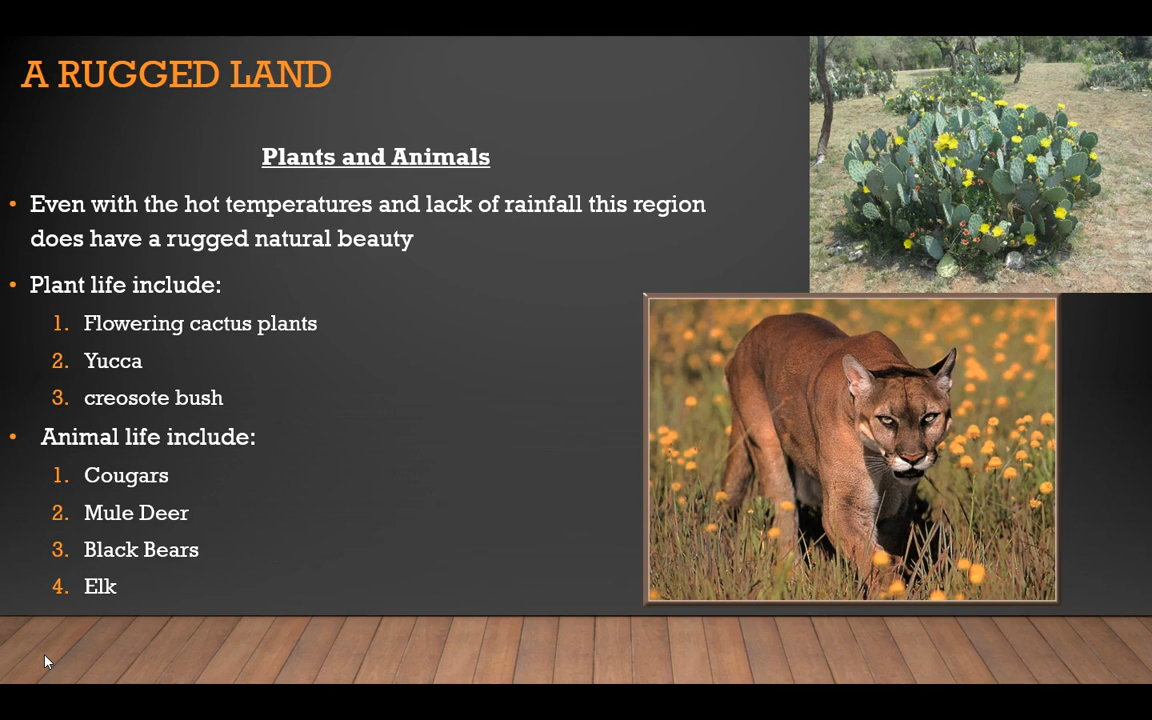 A RUGGED LAND
Plants and Animals
• Even with the hot temperatures and lack of rainfall this region
does have a rugged natural beauty
• Plant life include:
1. Flowering cactus plants
2. Yucca
3. creosote bush
• Animal life include:
1. Cougars
2. Mule Deer
3. Black Bears
4. Elk